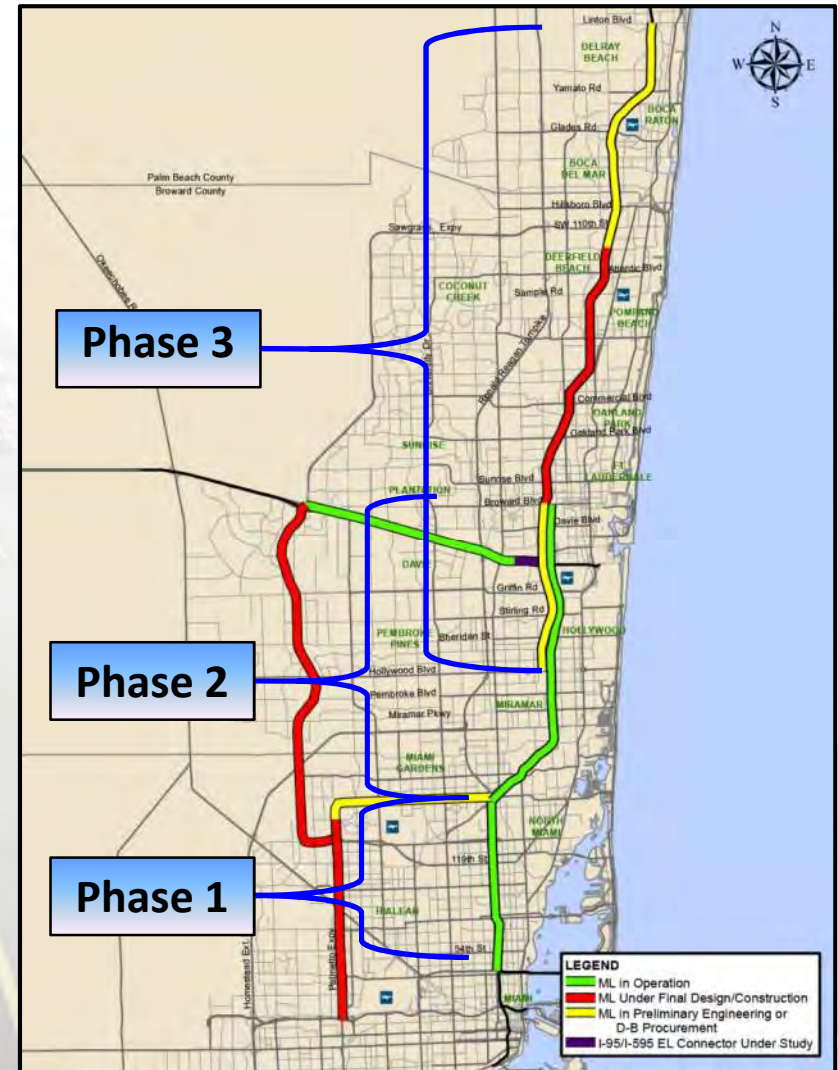 Linton Blvd
N
W E
S
DELRAY
BEACH
Yamato Rd
BOCA
RATON
Glades Rd
BOCA
DEL MAR
Palm Beach County
Broward County
Hillsboro Blvd
SW 110th St
Sawgrass Expy
DEERFIELD
BEACH
Atlantic Blvd
COCONUT
CREEK
Sample Rd
POMPANO
BEACH
Phase 3
Ronald Reagan Turnpike
Commercial Blvd
OAKLAND
PARK
Oakland Park Blvd
SUNRISE
Sunrise Blvd
FT
LAUDERDALE
PLANTATION
Broward Blvd
Davie Blvd
DAVIE
Griffin Rd
Stirling Rd
PEMBROKE
PINES
Sheridan St
HOLLYWOOD
Phase 2
Hollywood Blvd
Pembroke Blvd
MIRAMAR
Miramar Pkwy
MIAMI
GARDENS
NORTH
MIAMI
119th St
Phase 1
HIALEAH
54th St
Homestead Ext.
Palmetto Expy
MIAMI
LEGEND
ML in Operation
ML Under Final Design/Construction
ML in Preliminary Engineering or
D-B Procurement
I-95/I-595 EL Connector Under Study